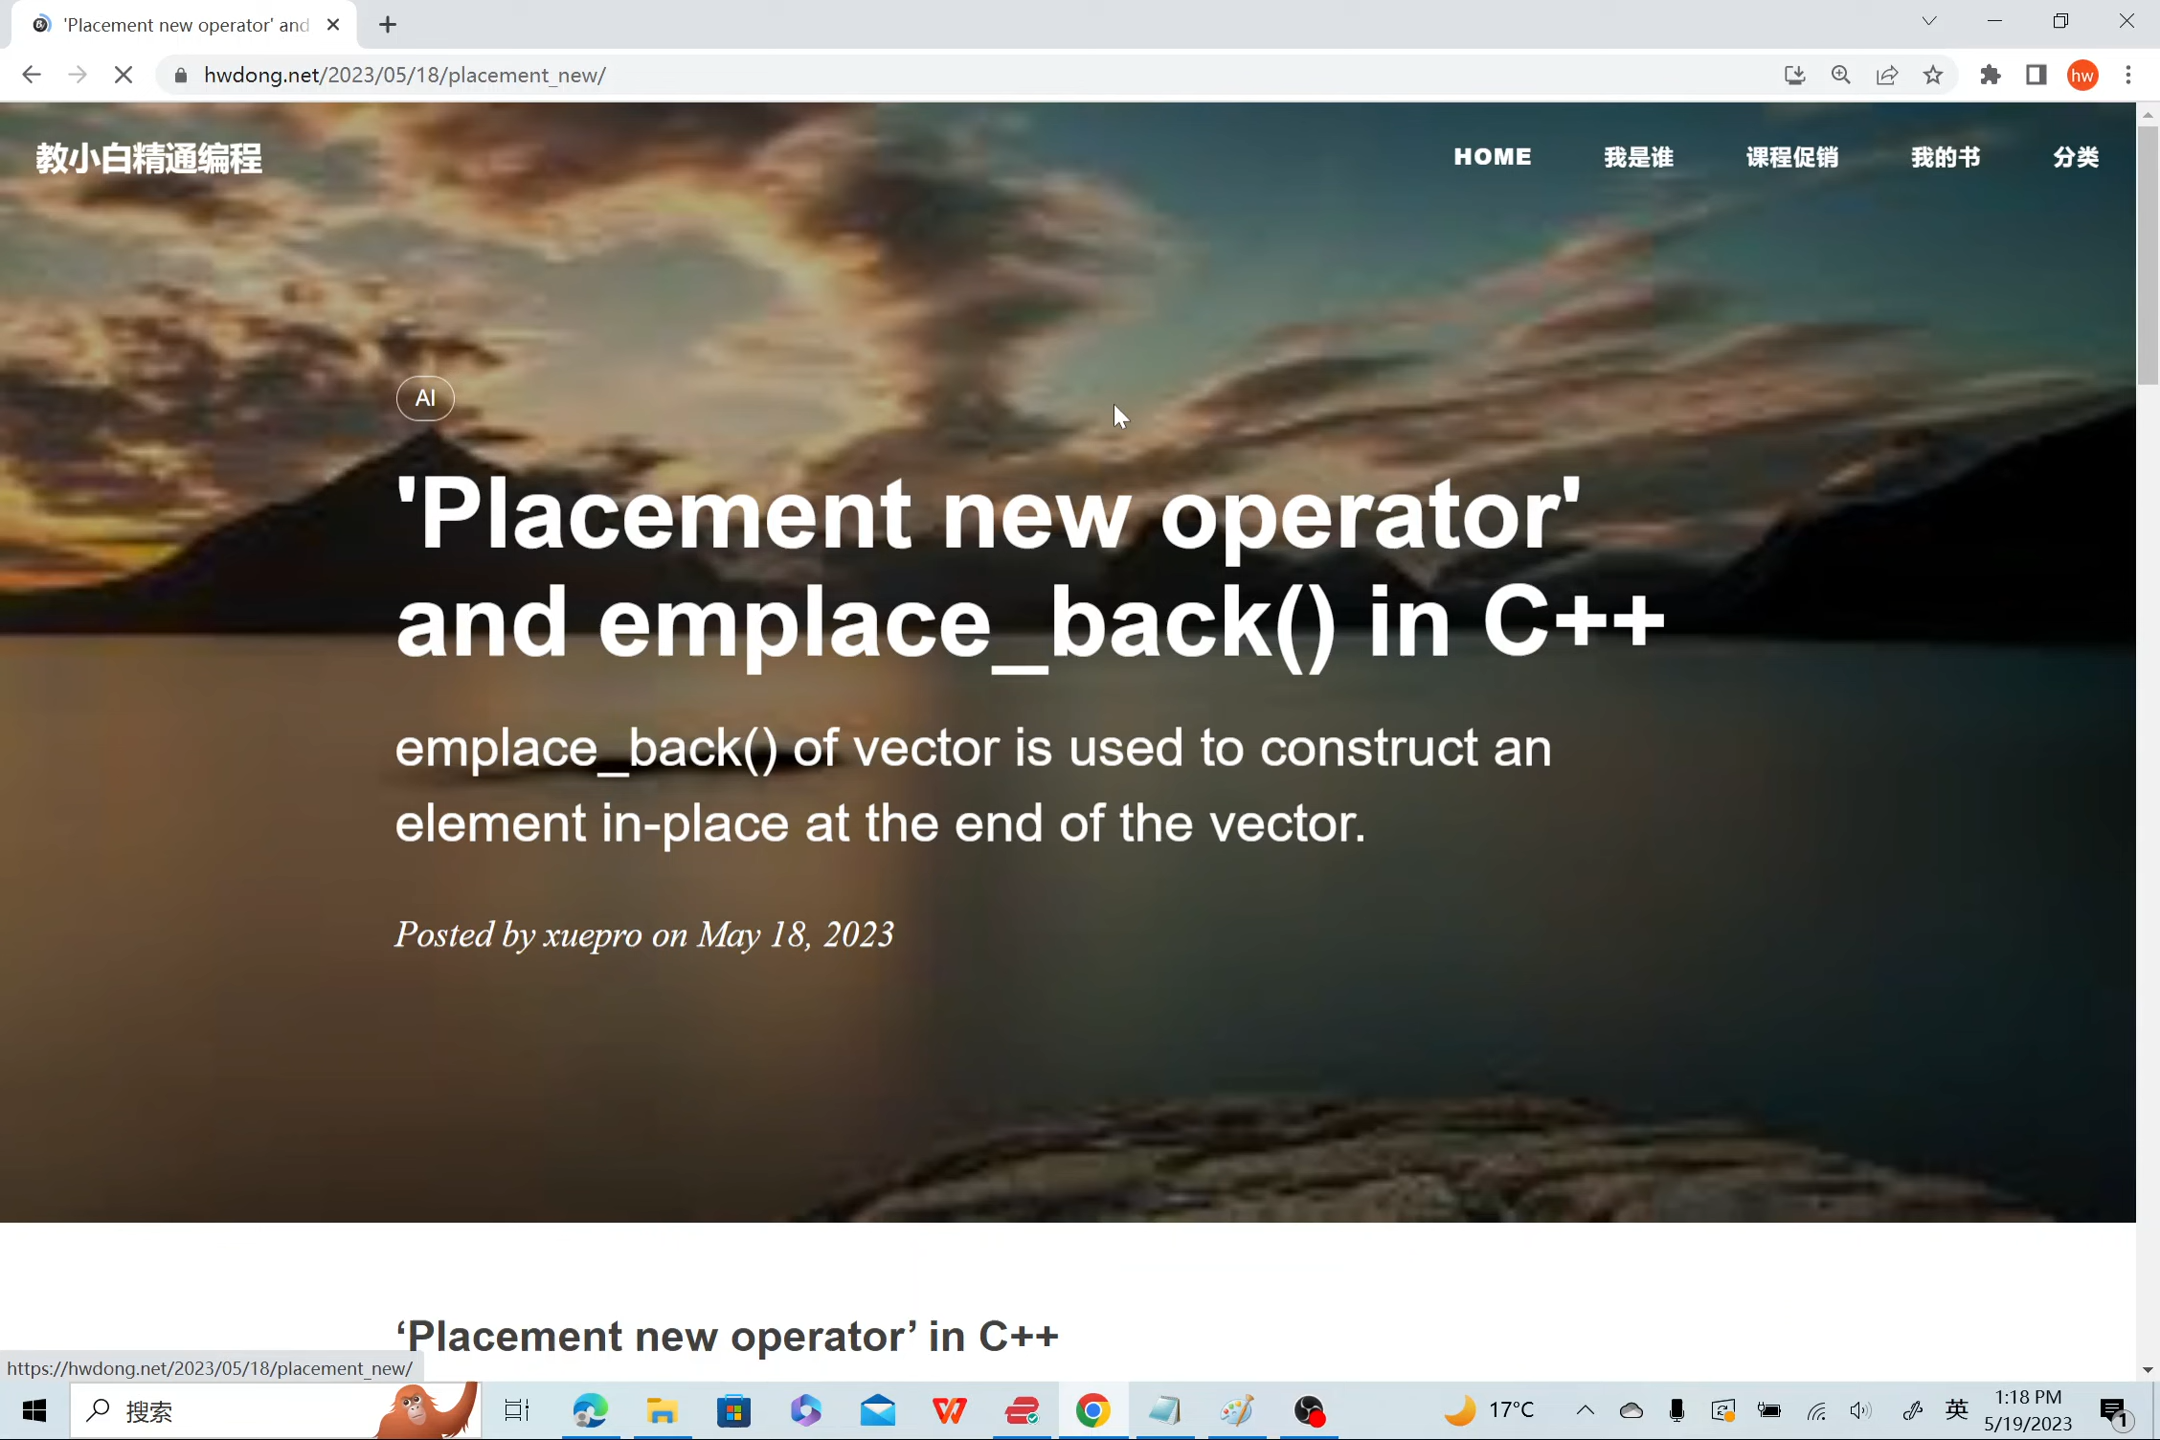 'Placement new operator' and
hwdong.net/2023/05/18/placement_new/
hw
教小白精通编程
HOME
我是谁
课程促销
我的书
分类
AI
'Placement new operator'
and emplace_back() in C++
emplace_back() of vector is used to construct an
element in-place at the end of the vector.
Posted by xuepro on May 18, 2023
‘Placement new operator’ in C++
https://hwdong.net/2023/05/18/placement_new/
搜索
17°C
英
1:18 PM
5/19/2023
1